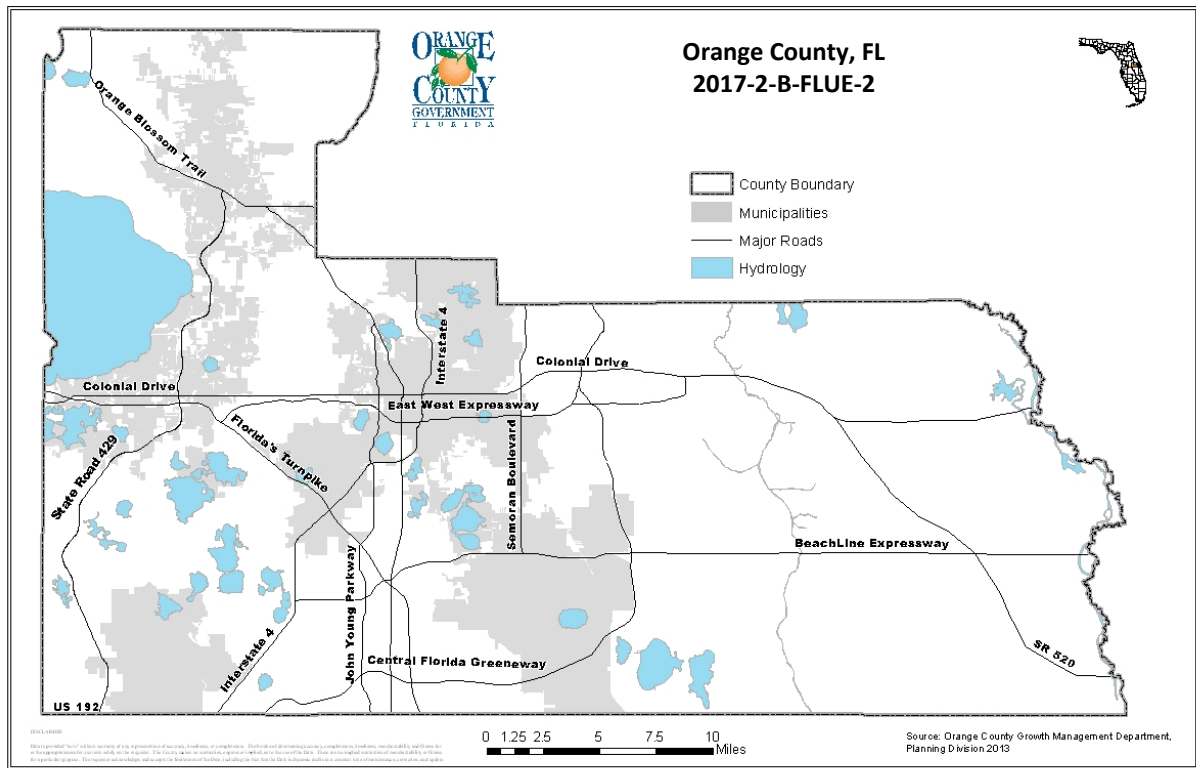 Orange County, FL
2017-2-B-FLUE-2
ORANGE
COUNTY
GOVERNMENT
FLORIDA
County Boundary
Municipalities
Major Roads
Hydrology
Orange Blossom Trail
Interstate 4
Colonial Drive
Colonial Drive
East West Expressway
Florida's Turnpike
State Road 429
Semoran Boulevard
BeachLine Expressway
John Young Parkway
Interstate 4
Central Florida Greeneway
SR 520
US 192
DISCLAIMER
0 1.25 2.5 5 7.5 10
Miles
Source: Orange County Growth Management Department,
Planning Division 2013